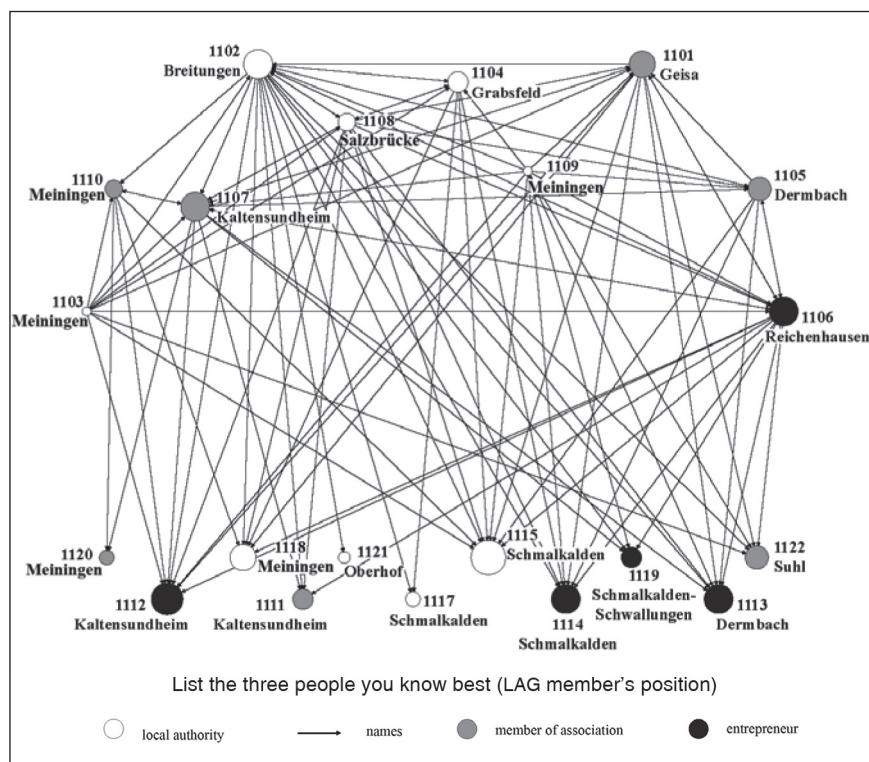 1102
Breitungen
1104
Grabsfeld
1101
Geisa
1108
Salzbrücke
1109
Meiningen
1110
Meiningen
1107
Kaltensundheim
1105
Dermbach
1103
Meiningen
1106
Reichenhausen
1120
Meiningen
1118
Meiningen
1121
Oberhof
1115
Schmalkalden
1119
Schmalkalden-
Schwallungen
1122
Suhl
1112
Kaltensundheim
1111
Kaltensundheim
1117
Schmalkalden
1114
Schmalkalden
1113
Dermbach
List the three people you know best (LAG member's position)
local authority
names
member of association
entrepreneur